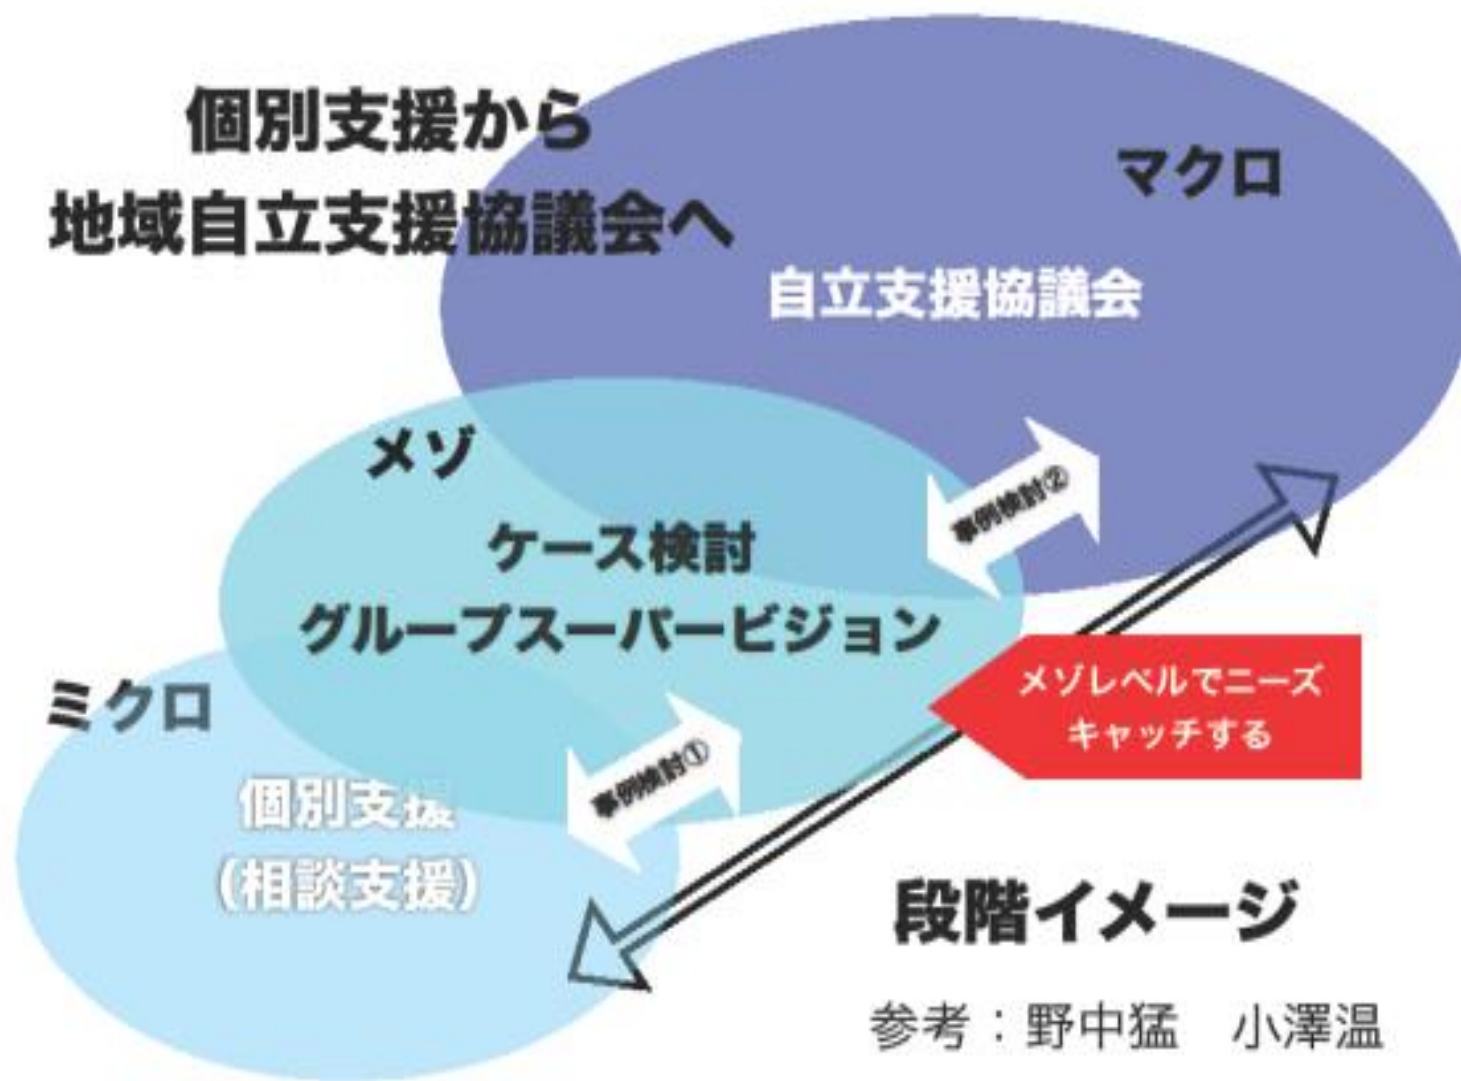 個別支援から
地域自立支援協議会へ
マクロ
自立支援協議会
メゾ
事例検討②
ケース検討
グループスーパービジョン
メゾレベルでニーズ
キャッチする
ミクロ
事例検討①
個別支援
(相談支援)
段階イメージ
参考：野中猛　小澤温